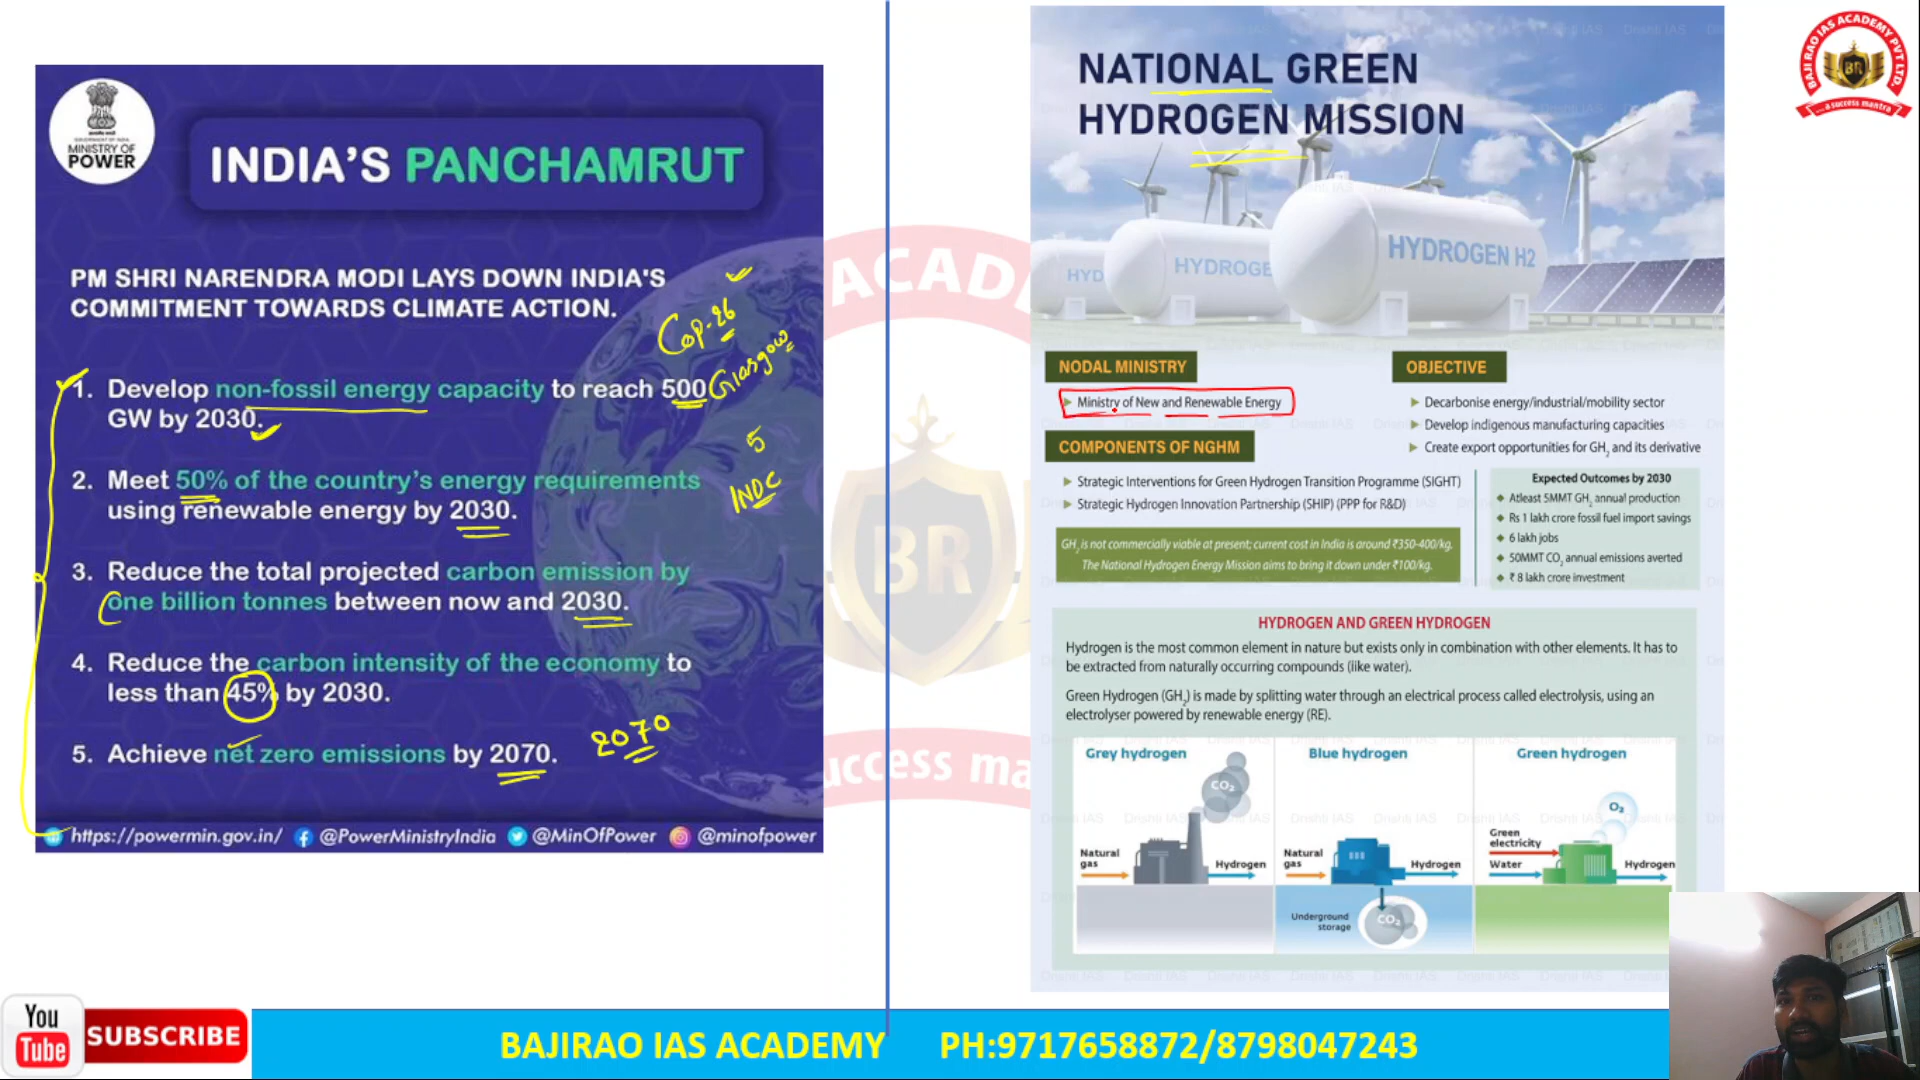 MINISTRY OF
POWER
INDIA'S PANCHAMRUT
PM SHRI NARENDRA MODI LAYS DOWN INDIA'S
COMMITMENT TOWARDS CLIMATE ACTION.
COP-26
Glasgow
1. Develop non-fossil energy capacity to reach 500
GW by 2030.
5
INDC
2. Meet 50% of the country's energy requirements
using renewable energy by 2030.
3. Reduce the total projected carbon emission by
one billion tonnes between now and 2030.
4. Reduce the carbon intensity of the economy to
less than 45% by 2030.
5. Achieve net zero emissions by 2070.
2070
https://powermin.gov.in/ @PowerMinistryIndia @MinOfPower @minofpower
ACAD
BR
uccess ma
NATIONAL GREEN
HYDROGEN MISSION
HYD
HYDROGE
HYDROGEN H2
NODAL MINISTRY
Ministry of New and Renewable Energy
COMPONENTS OF NGHM
Strategic Interventions for Green Hydrogen Transition Programme (SIGHT)
Strategic Hydrogen Innovation Partnership (SHIP) (PPP for R&D)
GH2 is not commercially viable at present; current cost in India is around ₹350-400/kg.
The National Hydrogen Energy Mission aims to bring it down under ₹100/kg.
OBJECTIVE
Decarbonise energy/industrial/mobility sector
Develop indigenous manufacturing capacities
Create export opportunities for GH2 and its derivative
Expected Outcomes by 2030
Atleast 5MMT GH2 annual production
Rs 1 lakh crore fossil fuel import savings
6 lakh jobs
50MMT CO2 annual emissions averted
₹ 8 lakh crore investment
HYDROGEN AND GREEN HYDROGEN
Hydrogen is the most common element in nature but exists only in combination with other elements. It has to
be extracted from naturally occurring compounds (like water).
Green Hydrogen (GH2) is made by splitting water through an electrical process called electrolysis, using an
electrolyser powered by renewable energy (RE).
Grey hydrogen
CO2
Natural
gas
Hydrogen
Blue hydrogen
Natural
gas
Hydrogen
Underground
storage
CO2
Green hydrogen
O2
Green
electricity
Water
Hydrogen
BAJI RAO IAS ACADEMY PVT LTD.
BR
...a success mantra
You
Tube
SUBSCRIBE
BAJIRAO IAS ACADEMY PH:9717658872/8798047243